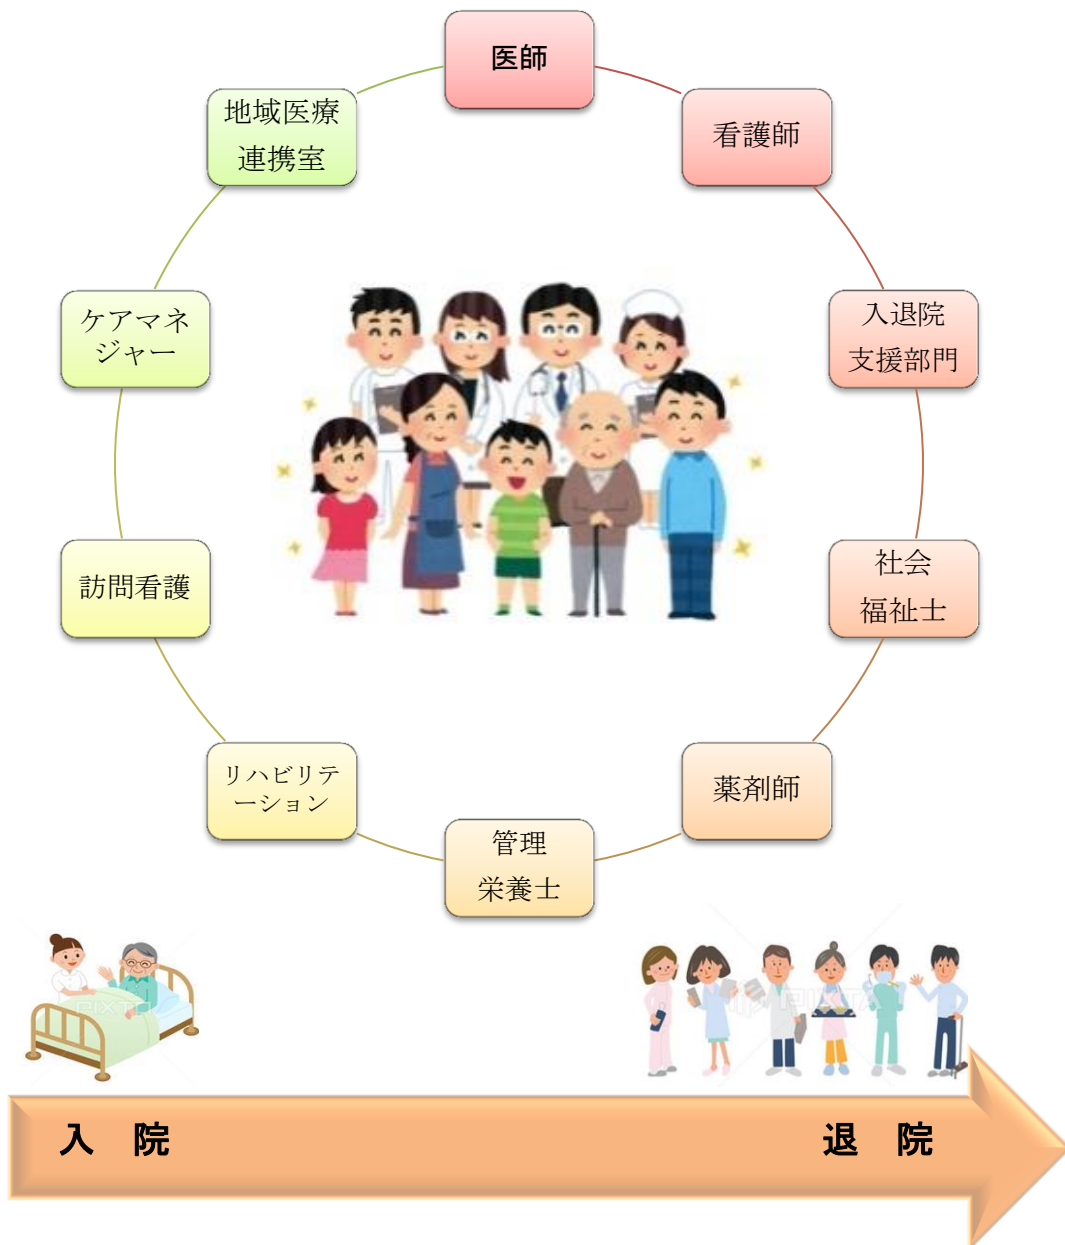 医師
看護師
入退院
支援部門
社会
福祉士
薬剤師
管理
栄養士
リハビリテ
ーション
訪問看護
ケアマネ
ジャー
地域医療
連携室
入　院
退　院